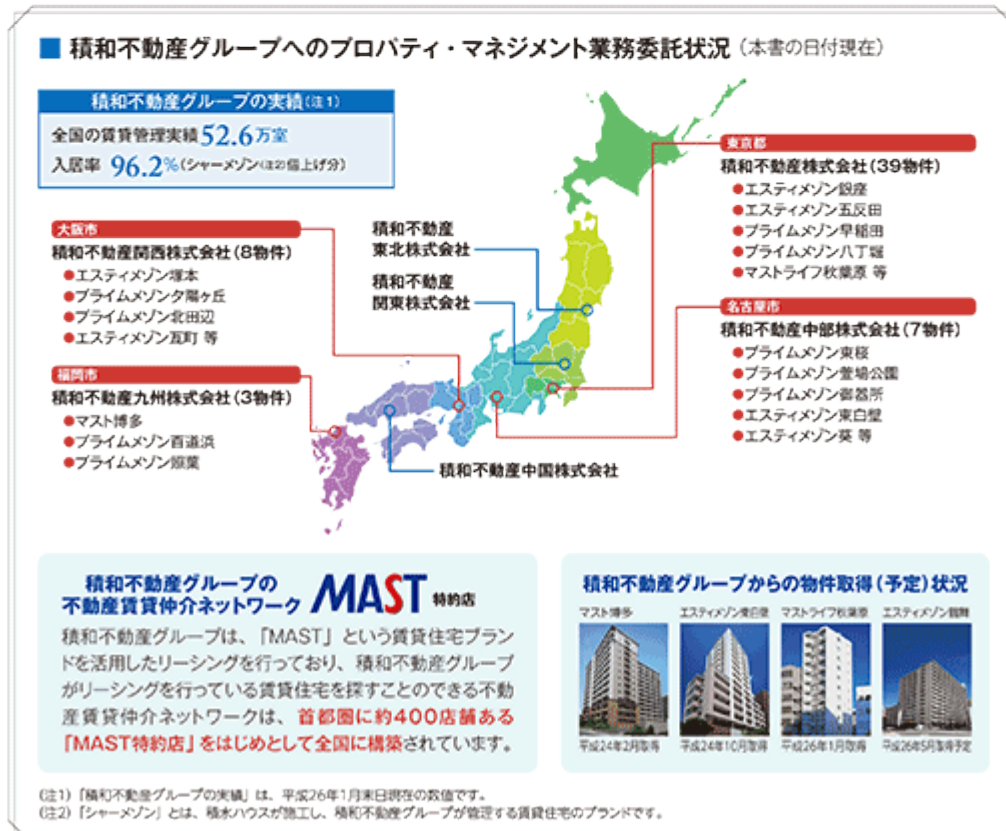 ■ 積和不動産グループへのプロパティ・マネジメント業務委託状況（本書の日付現在）
積和不動産グループの実績(注1)
全国の賃貸管理実績52.6万室
入居率 96.2%(シャーメゾン(注2)借上げ分)
大阪市
積和不動産関西株式会社(8物件)
●エスティメゾン塚本
●プライムメゾン夕陽ヶ丘
●プライムメゾン北田辺
●エスティメゾン瓦町 等
福岡市
積和不動産九州株式会社(3物件)
●マスト博多
●プライムメゾン百道浜
●プライムメゾン照葉
積和不動産
東北株式会社
積和不動産
関東株式会社
積和不動産中国株式会社
東京都
積和不動産株式会社(39物件)
●エスティメゾン銀座
●エスティメゾン五反田
●プライムメゾン早稲田
●プライムメゾン八丁堀
●マストライフ秋葉原 等
名古屋市
積和不動産中部株式会社(7物件)
●プライムメゾン東桜
●プライムメゾン萱場公園
●プライムメゾン御器所
●エスティメゾン東白壁
●エスティメゾン葵 等
積和不動産グループの
不動産賃貸仲介ネットワーク MAST 特約店
積和不動産グループは、「MAST」という賃貸住宅ブラン
ドを活用したリーシングを行っており、積和不動産グループ
がリーシングを行っている賃貸住宅を探すことのできる不動
産賃貸仲介ネットワークは、首都圏に約400店舗ある
「MAST特約店」をはじめとして全国に構築されています。
積和不動産グループからの物件取得(予定)状況
マスト博多
平成24年2月取得
エスティメゾン東白壁
平成24年10月取得
マストライフ秋葉原
平成26年1月取得
エスティメゾン鶴舞
平成26年5月取得予定
(注1)「積和不動産グループの実績」は、平成26年1月末日現在の数値です。
(注2)「シャーメゾン」とは、積水ハウスが施工し、積和不動産グループが管理する賃貸住宅のブランドです。